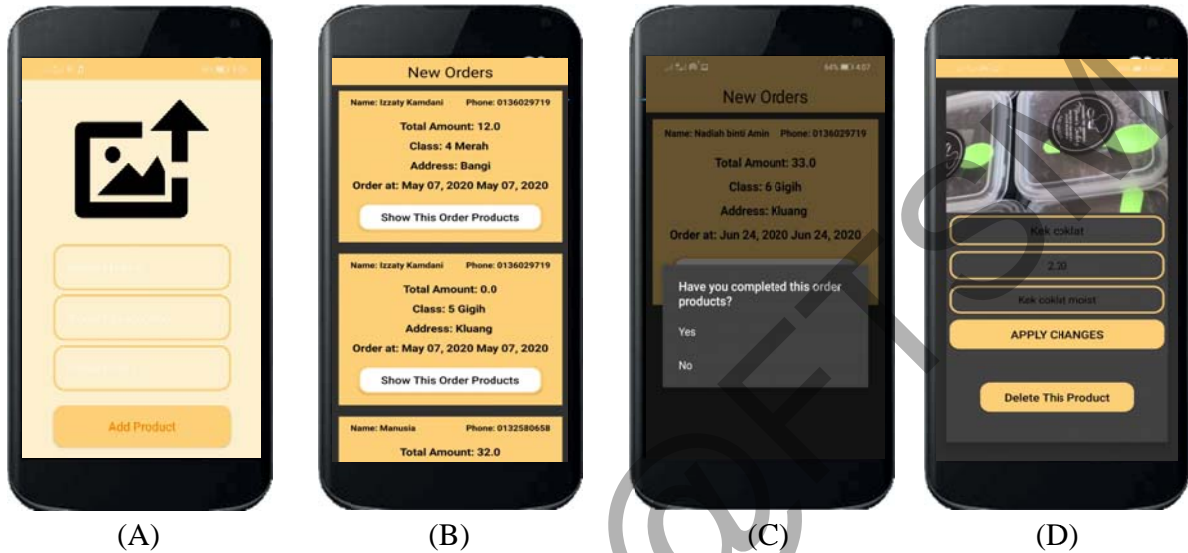 Add Product
(A)
New Orders
Name: Izzaty Kamdani Phone: 0136029719
Total Amount: 12.0
Class: 4 Merah
Address: Bangi
Order at: May 07, 2020 May 07, 2020
Show This Order Products
Name: Izzaty Kamdani Phone: 0136029719
Total Amount: 0.0
Class: 5 Gigih
Address: Kluang
Order at: May 07, 2020 May 07, 2020
Show This Order Products
Name: Manusia Phone: 0132580658
Total Amount: 32.0
(B)
64% 4:07
New Orders
Name: Nadiah binti Amin Phone: 0136029719
Total Amount: 33.0
Class: 6 Gigih
Address: Kluang
Order at: Jun 24, 2020 Jun 24, 2020
Have you completed this order
products?
Yes
No
(C)
Kek coklat
2.20
Kek coklat moist
APPLY CHANGES
Delete This Product
(D)
@FTSM